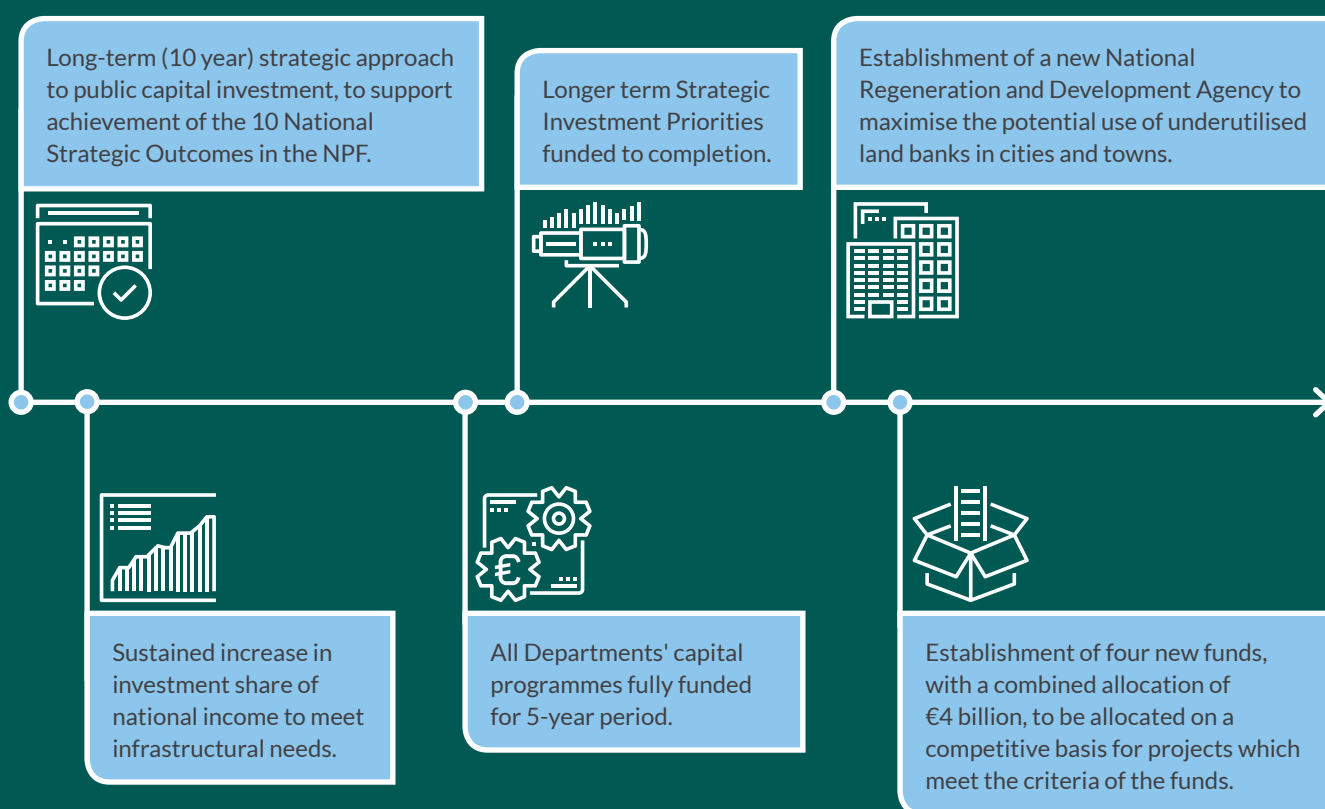 Long-term (10 year) strategic approach
to public capital investment, to support
achievement of the 10 National
Strategic Outcomes in the NPF.
Longer term Strategic
Investment Priorities
funded to completion.
Establishment of a new National
Regeneration and Development Agency to
maximise the potential use of underutilised
land banks in cities and towns.
€
Sustained increase in
investment share of
national income to meet
infrastructural needs.
All Departments' capital
programmes fully funded
for 5-year period.
Establishment of four new funds,
with a combined allocation of
€4 billion, to be allocated on a
competitive basis for projects which
meet the criteria of the funds.